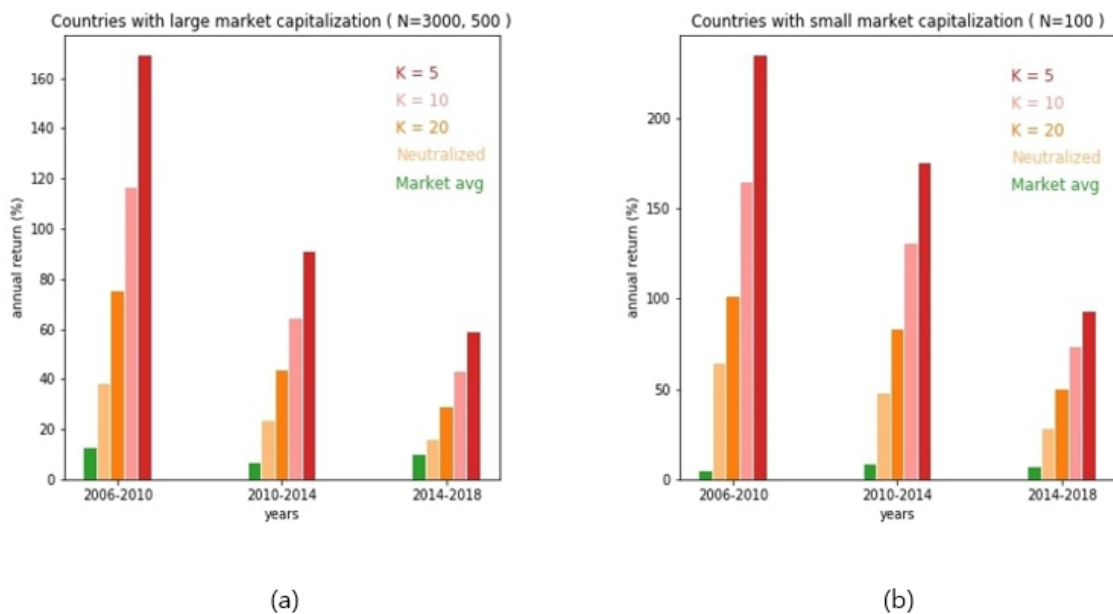 Countries with large market capitalization ( N=3000, 500 )
annual return (%)
160
140
120
100
80
60
40
20
0
K = 5
K = 10
K = 20
Neutralized
Market avg
2006-2010
2010-2014
2014-2018
years
(a)
Countries with small market capitalization ( N=100 )
annual return (%)
200
150
100
50
0
K = 5
K = 10
K = 20
Neutralized
Market avg
2006-2010
2010-2014
2014-2018
years
(b)